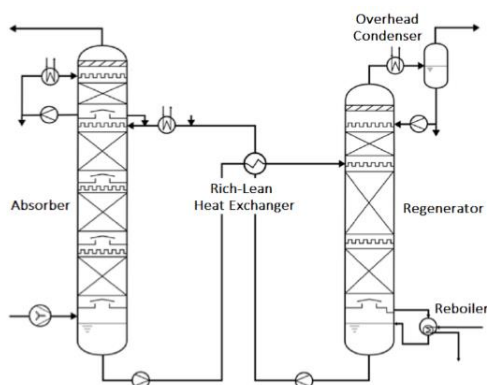 Overhead
Condenser
Rich-Lean
Heat Exchanger
Absorber
Regenerator
Reboiler